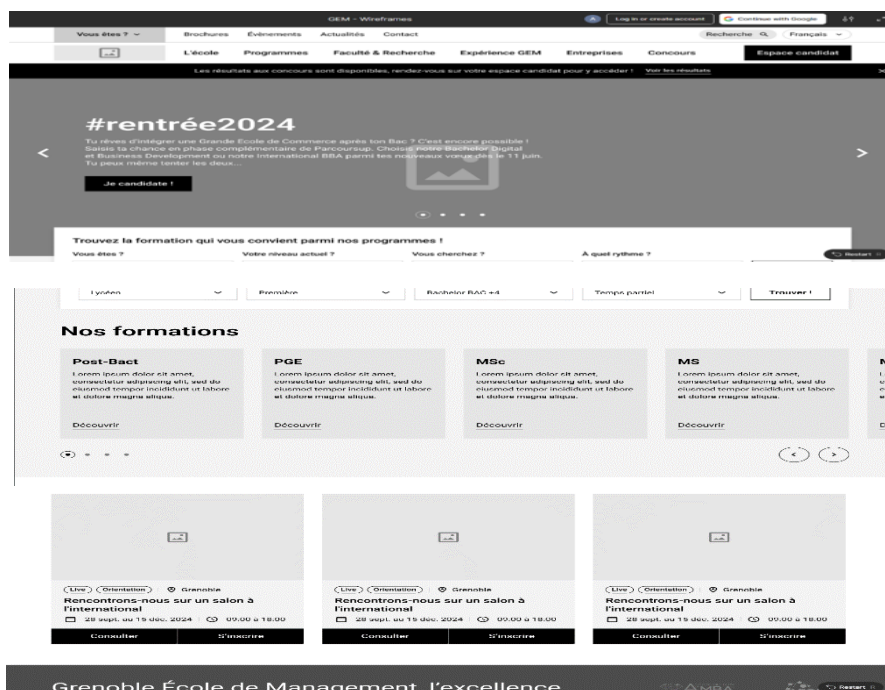 GEM - Wireframes
Log in or create account
Continue with Google
Vous êtes ?
Brochures
Évènements
Actualités
Contact
Recherche
Français
L'école
Programmes
Faculté & Recherche
Expérience GEM
Entreprises
Concours
Espace candidat
Les résultats aux concours sont disponibles, rendez-vous sur votre espace candidat pour y accéder !
Voir les résultats
#rentrée2024
Tu rêves d'intégrer une Grande Ecole de Commerce après ton Bac ? C'est encore possible !
Saisis ta chance en phase complémentaire de Parcoursup. Choisis notre Bachelor Digital
et Business Development ou notre International BBA parmi tes nouveaux vœux dès le 11 juin.
Tu peux même tenter les deux...
Je candidate !
Trouvez la formation qui vous convient parmi nos programmes !
Vous êtes ?
Votre niveau actuel ?
Vous cherchez ?
À quel rythme ?
Restart
Lycéen
Première
Bachelor BAC +4
Temps partiel
Trouver !
Nos formations
Post-Bact
Lorem ipsum dolor sit amet,
consectetur adipiscing elit, sed do
eiusmod tempor incididunt ut labore
et dolore magna aliqua.
Découvrir
PGE
Lorem ipsum dolor sit amet,
consectetur adipiscing elit, sed do
eiusmod tempor incididunt ut labore
et dolore magna aliqua.
Découvrir
MSc
Lorem ipsum dolor sit amet,
consectetur adipiscing elit, sed do
eiusmod tempor incididunt ut labore
et dolore magna aliqua.
Découvrir
MS
Lorem ipsum dolor sit amet,
consectetur adipiscing elit, sed do
eiusmod tempor incididunt ut labore
et dolore magna aliqua.
Découvrir
Live
Orientation
Grenoble
Rencontrons-nous sur un salon à
l'international
28 sept. au 15 déc. 2024
09:00 à 18:00
Consulter
S'inscrire
Live
Orientation
Grenoble
Rencontrons-nous sur un salon à
l'international
28 sept. au 15 déc. 2024
09:00 à 18:00
Consulter
S'inscrire
Live
Orientation
Grenoble
Rencontrons-nous sur un salon à
l'international
28 sept. au 15 déc. 2024
09:00 à 18:00
Consulter
S'inscrire
Grenoble École de Management, l'excellence
AMBA
Restart